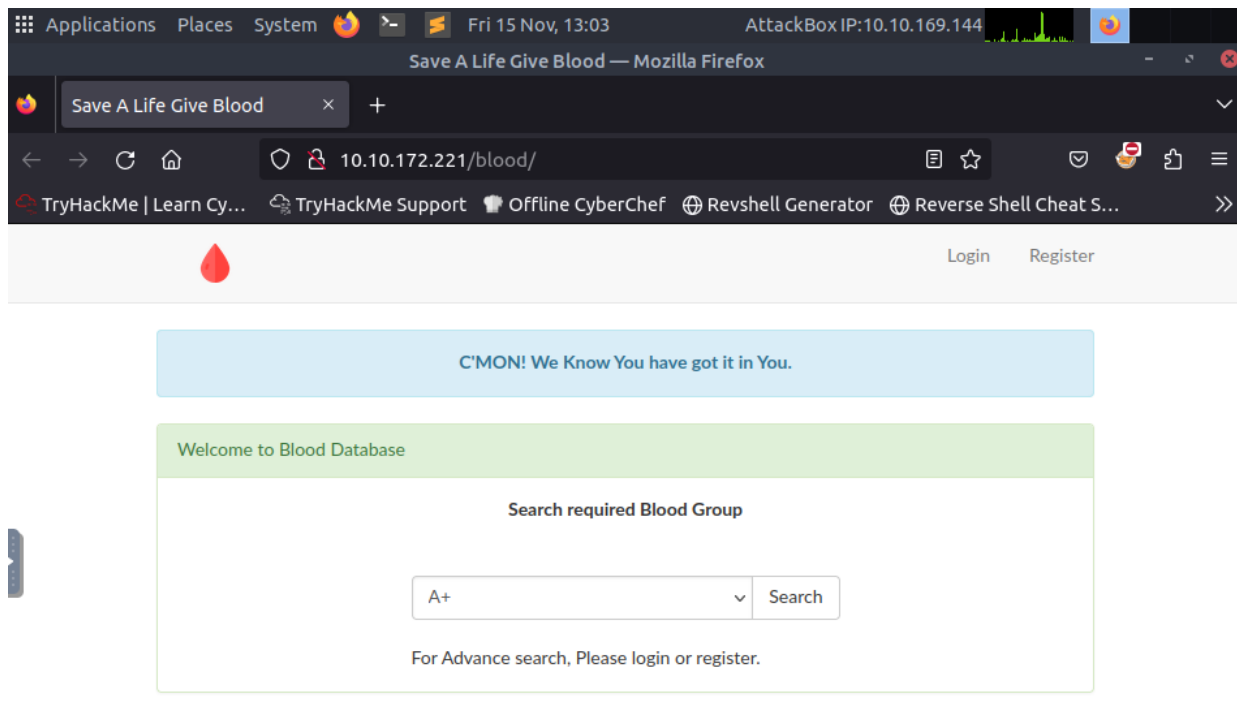 Applications Places System Fri 15 Nov, 13:03 AttackBox IP:10.10.169.144
Save A Life Give Blood — Mozilla Firefox
Save A Life Give Blood
10.10.172.221/blood/
TryHackMe | Learn Cy... TryHackMe Support Offline CyberChef Revshell Generator Reverse Shell Cheat S...
Login Register
C'MON! We Know You have got it in You.
Welcome to Blood Database
Search required Blood Group
A+ Search
For Advance search, Please login or register.